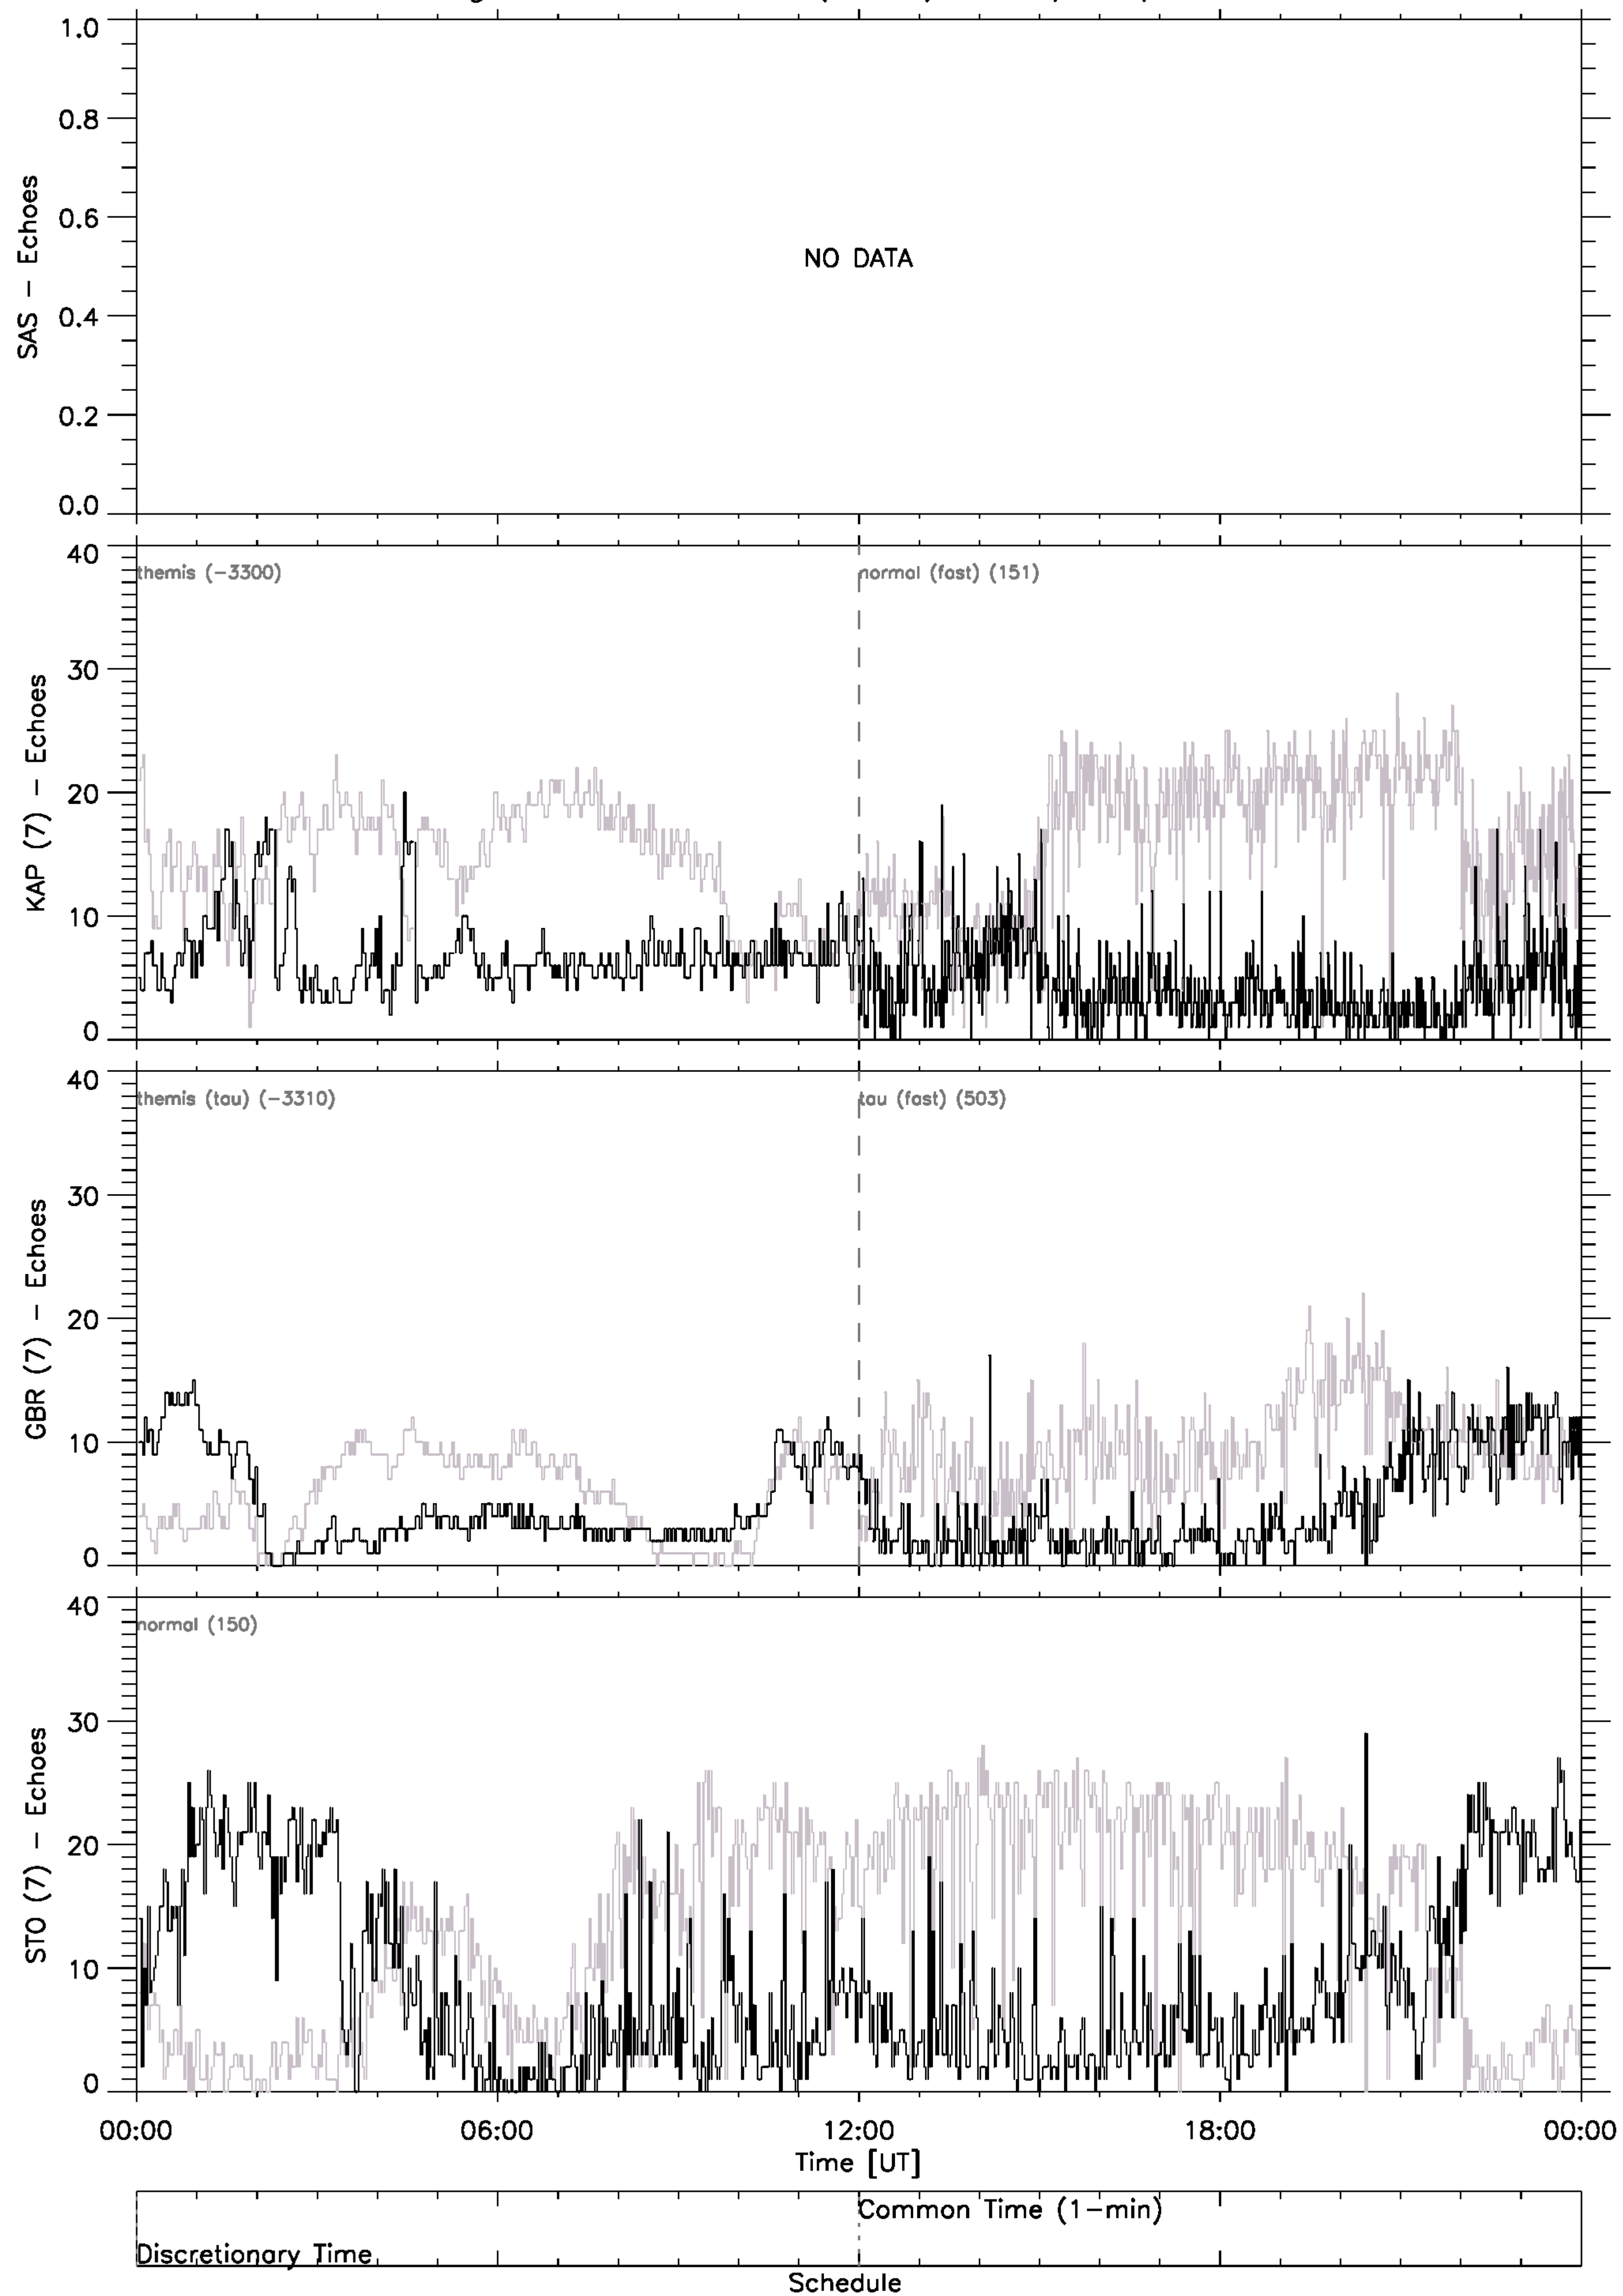 1.0
0.8
0.6
0.4
0.2
0.0
SAS − Echoes
NO DATA
40
30
20
10
0
KAP (7) − Echoes
themis (−3300)
normal (fast) (151)
40
30
20
10
0
GBR (7) − Echoes
themis (tau) (−3310)
tau (fast) (503)
40
30
20
10
0
STO (7) − Echoes
normal (150)
00:00 06:00 12:00 18:00 00:00
Time [UT]
Common Time (1−min)
Discretionary Time
Schedule